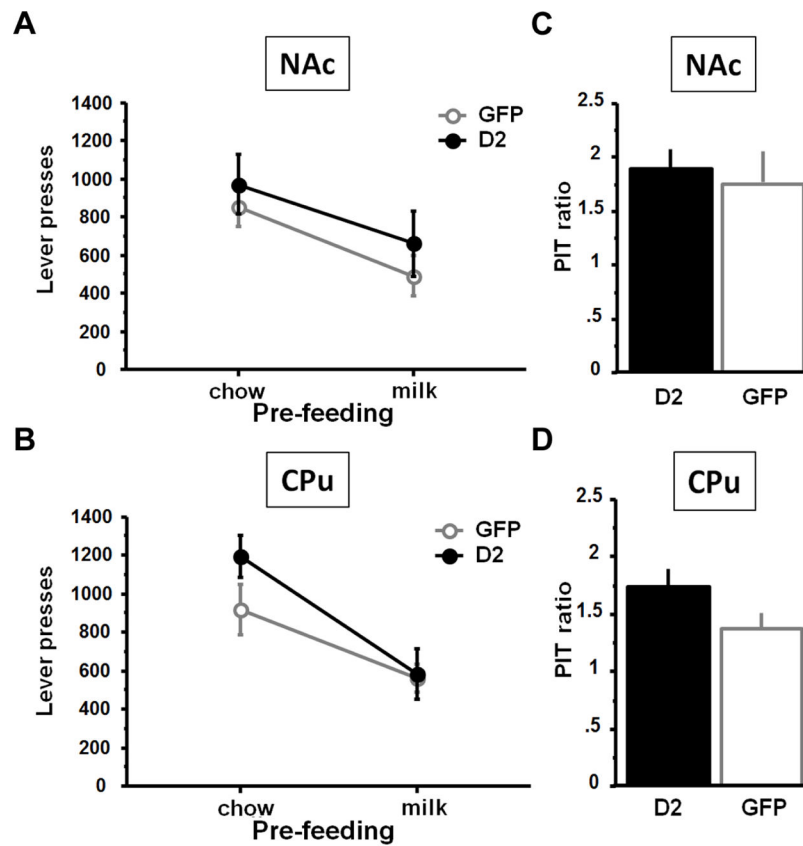 A
NAc
1400
1200
1000
800
600
400
200
0
Lever presses
GFP
D2
chow
milk
Pre-feeding
C
NAc
2.5
2
1.5
1
.5
0
PIT ratio
D2
GFP
B
CPu
1400
1200
1000
800
600
400
200
0
Lever presses
GFP
D2
chow
milk
Pre-feeding
D
CPu
2.5
2
1.5
1
.5
0
PIT ratio
D2
GFP